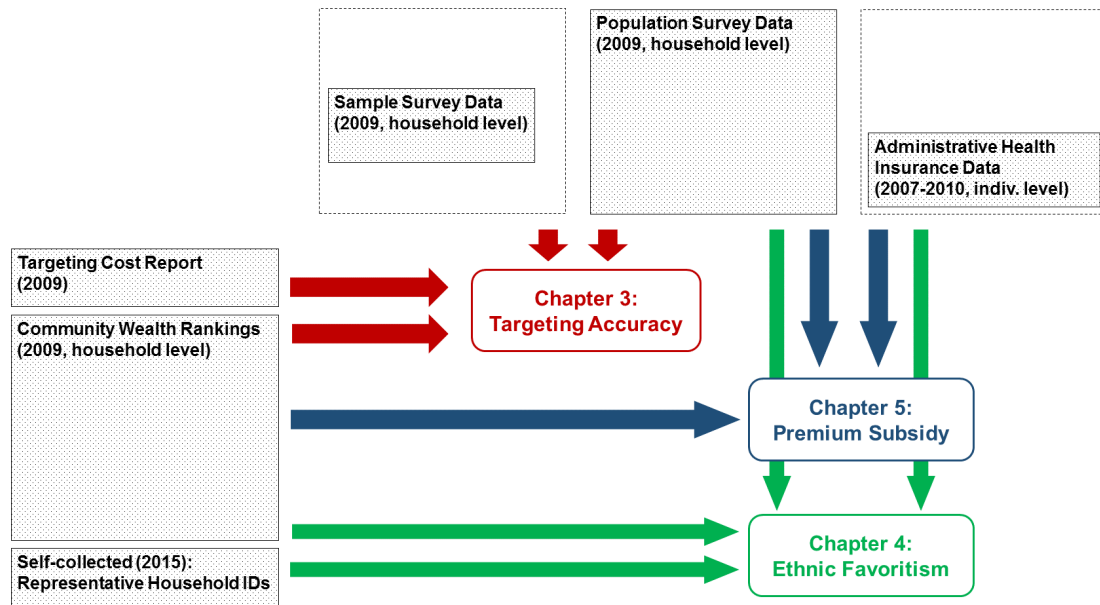 Population Survey Data
(2009, household level)
Sample Survey Data
(2009, household level)
Administrative Health
Insurance Data
(2007-2010, indiv. level)
Targeting Cost Report
(2009)
Community Wealth Rankings
(2009, household level)
Chapter 3:
Targeting Accuracy
Chapter 5:
Premium Subsidy
Chapter 4:
Ethnic Favoritism
Self-collected (2015):
Representative Household IDs